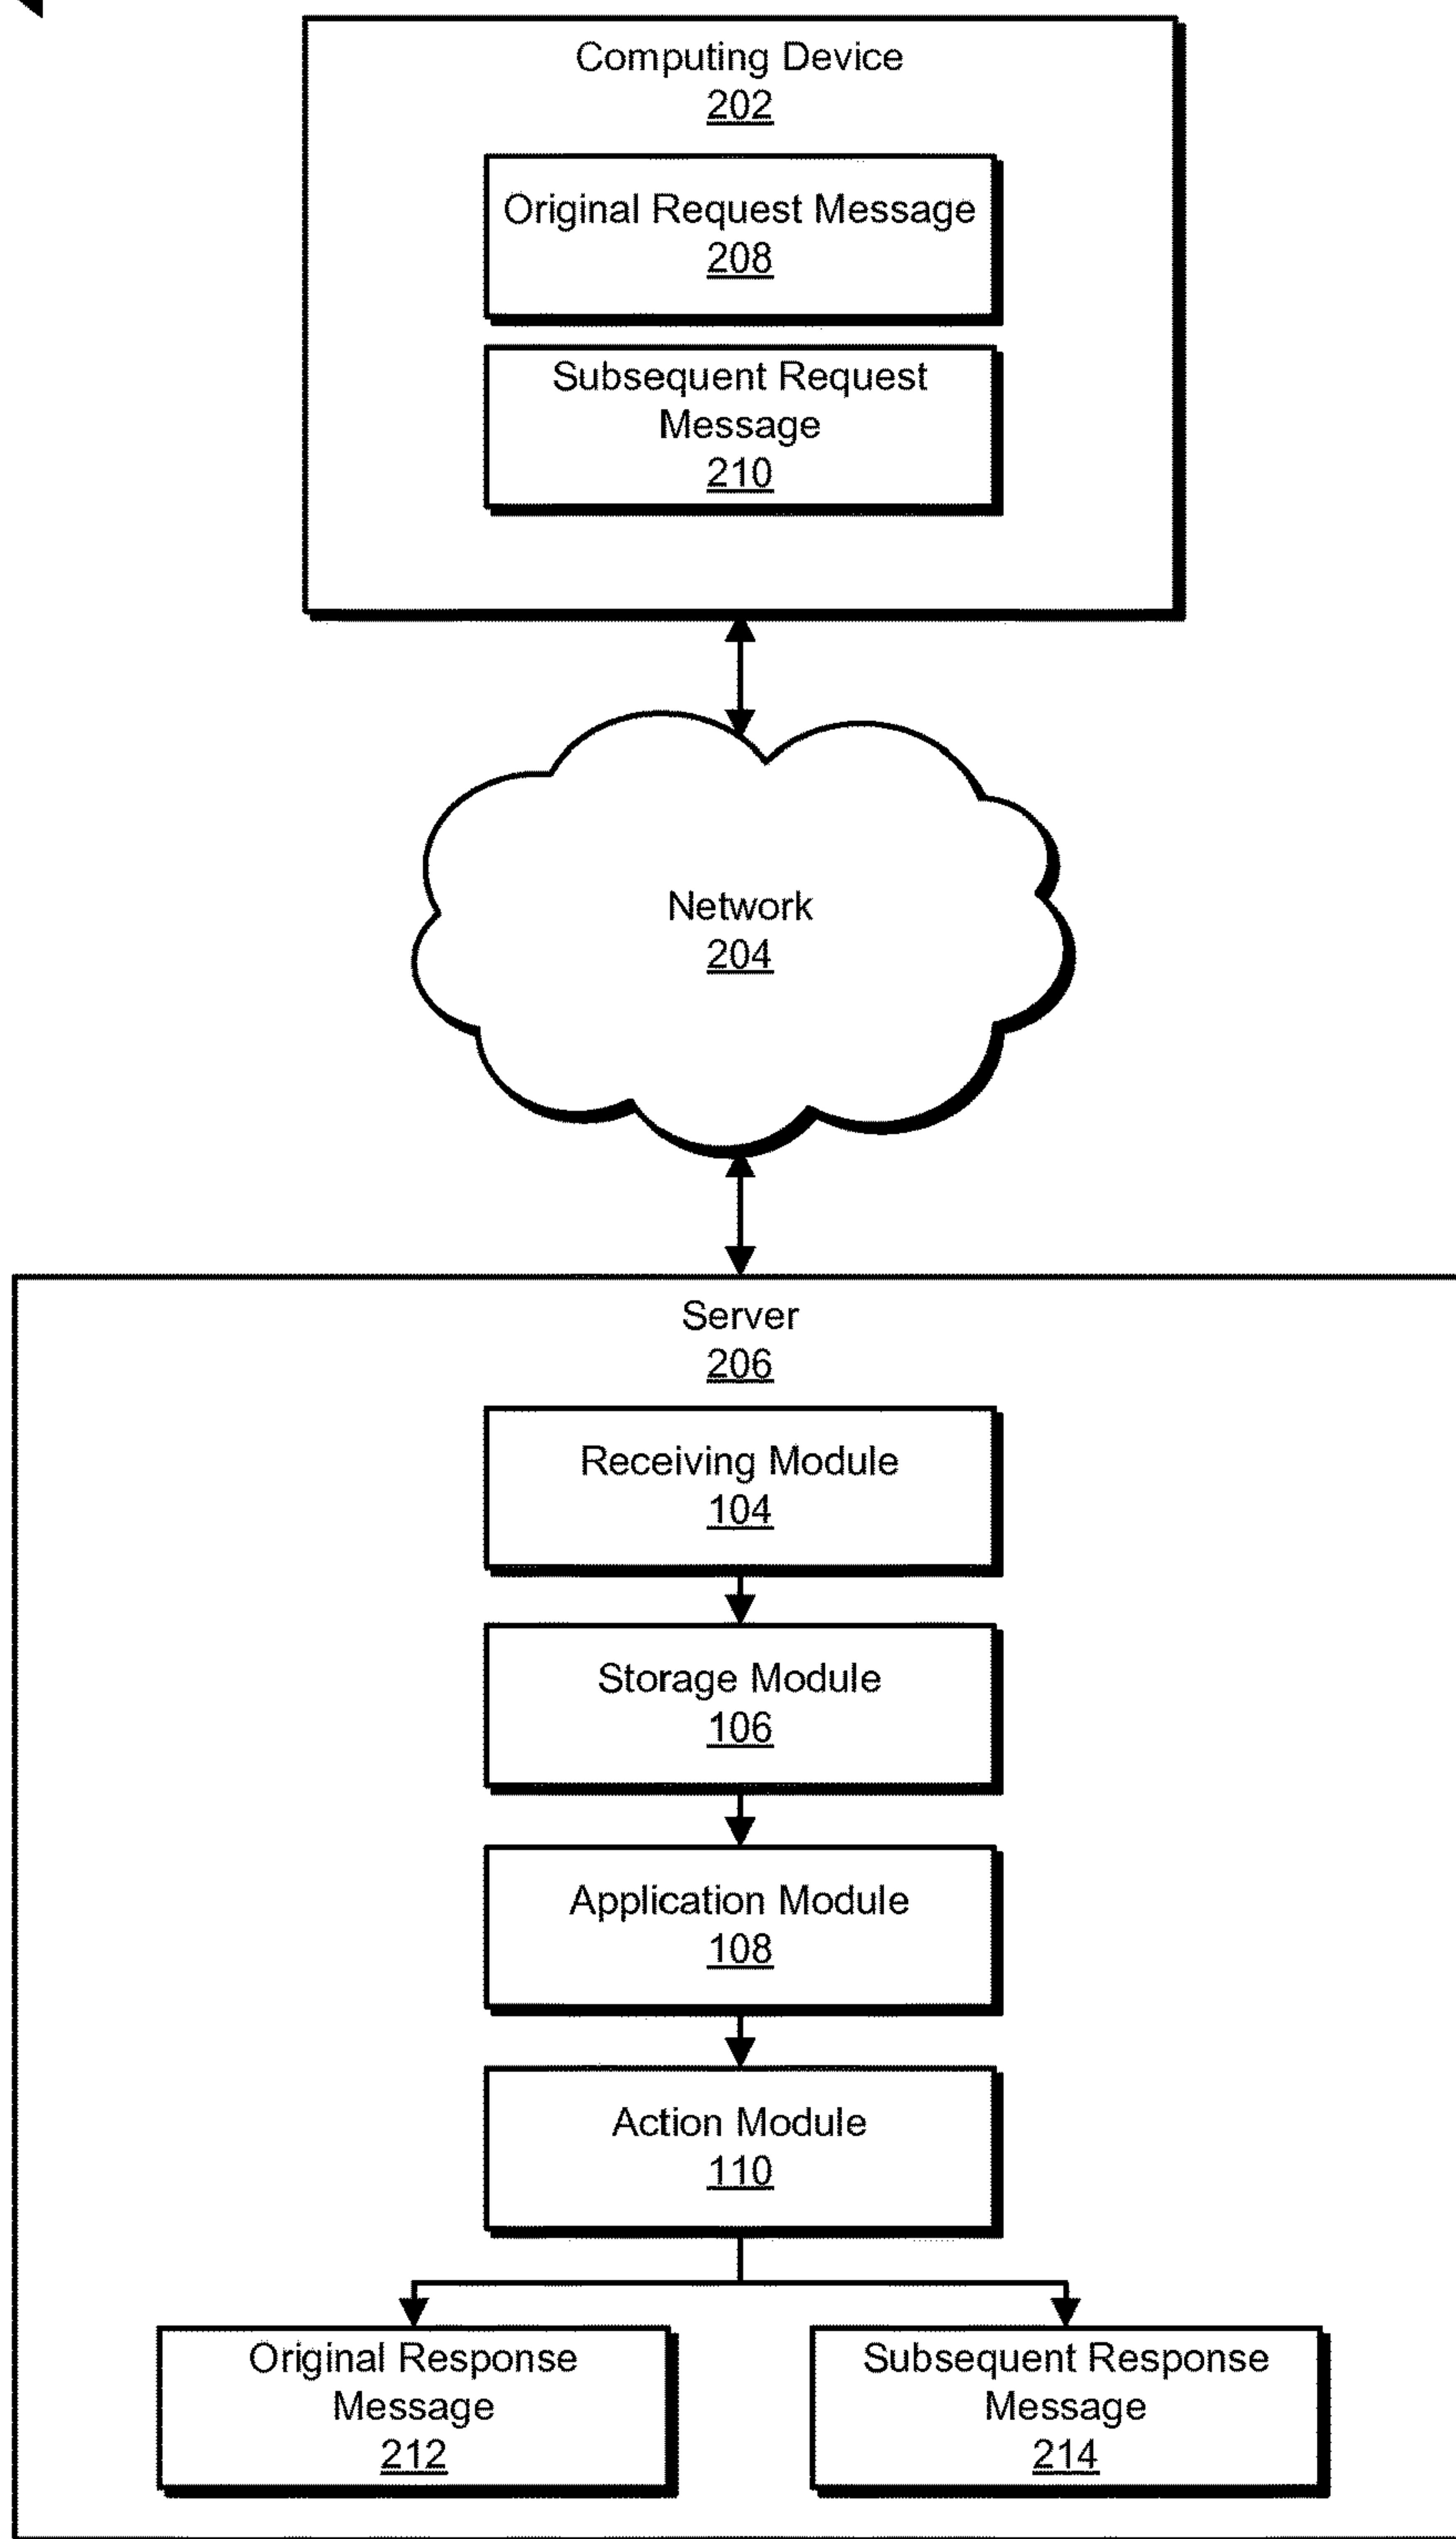 Computing Device
202
Original Request Message
208
Subsequent Request
Message
210
Network
204
Server
206
Receiving Module
104
Storage Module
106
Application Module
108
Action Module
110
Original Response
Message
212
Subsequent Response
Message
214